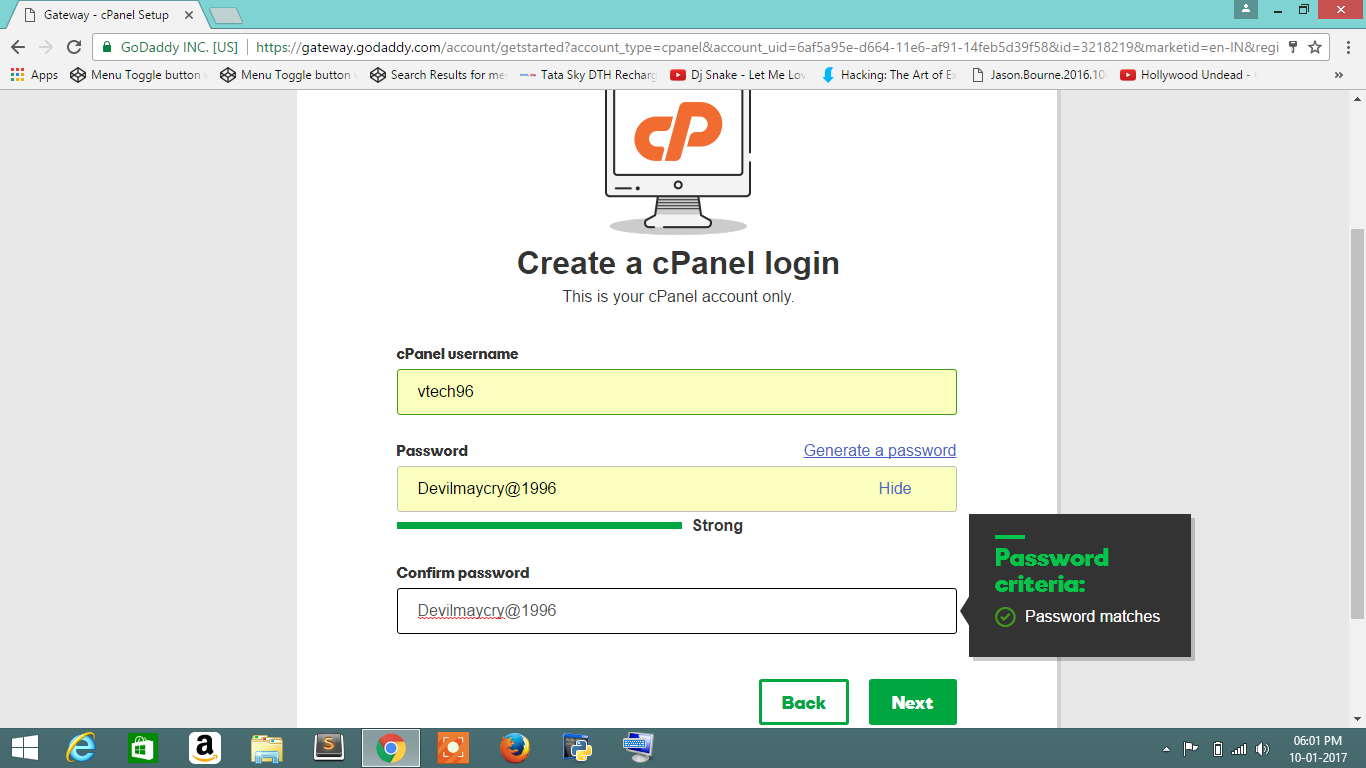 Gateway - cPanel Setup
GoDaddy INC. [US] https://gateway.godaddy.com/account/getstarted?account_type=cpanel&account_uid=6af5a95e-d664-11e6-af91-14feb5d39f58&id=3218219&marketid=en-IN&regi
Apps Menu Toggle button Menu Toggle button Search Results for me Tata Sky DTH Recharg Dj Snake - Let Me Lov Hacking: The Art of Ex Jason.Bourne.2016.10 Hollywood Undead - »
cP
Create a cPanel login
This is your cPanel account only.
cPanel username
vtech96
Password Generate a password
Devilmaycry@1996 Hide
Strong
Confirm password
Devilmaycry@1996
Password
criteria:
Password matches
Back Next
06:01 PM
10-01-2017